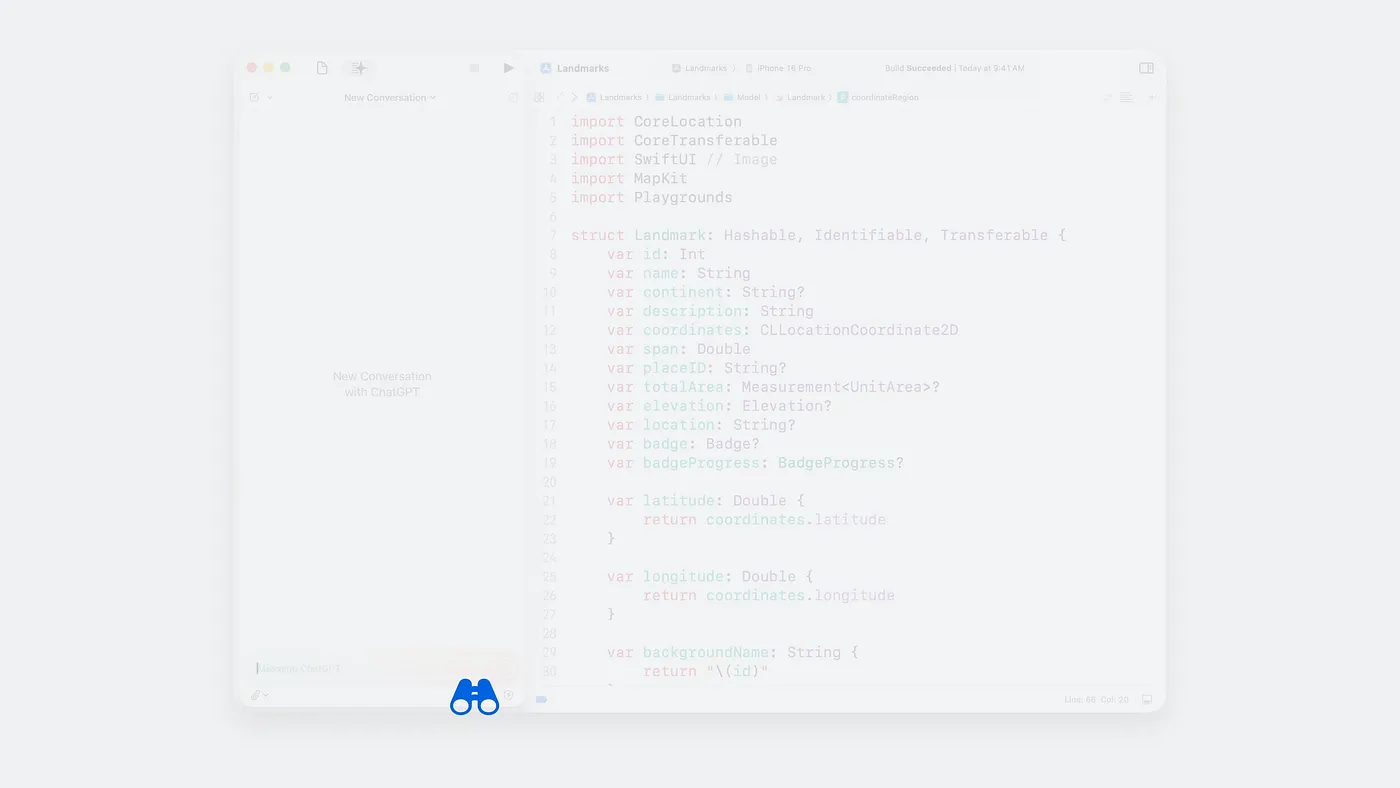 Landmarks
Landmarks 〉 iPhone 16 Pro
Build Succeeded | Today at 9:41 AM
New Conversation
Landmarks 〉 Landmarks 〉 Model 〉 Landmark 〉 P coordinateRegion
1 import CoreLocation
2 import CoreTransferable
3 import SwiftUI // Image
4 import MapKit
5 import Playgrounds
6
7 struct Landmark: Hashable, Identifiable, Transferable {
8 var id: Int
9 var name: String
10 var continent: String?
11 var description: String
12 var coordinates: CLLocationCoordinate2D
13 var span: Double
14 var placeID: String?
15 var totalArea: Measurement<UnitArea>?
16 var elevation: Elevation?
17 var location: String?
18 var badge: Badge?
19 var badgeProgress: BadgeProgress?
20
21 var latitude: Double {
22 return coordinates.latitude
23 }
24
25 var longitude: Double {
26 return coordinates.longitude
27 }
28
29 var backgroundName: String {
30 return "\(id)"
New Conversation
with ChatGPT
Message ChatGPT
Line: 66 Col: 20